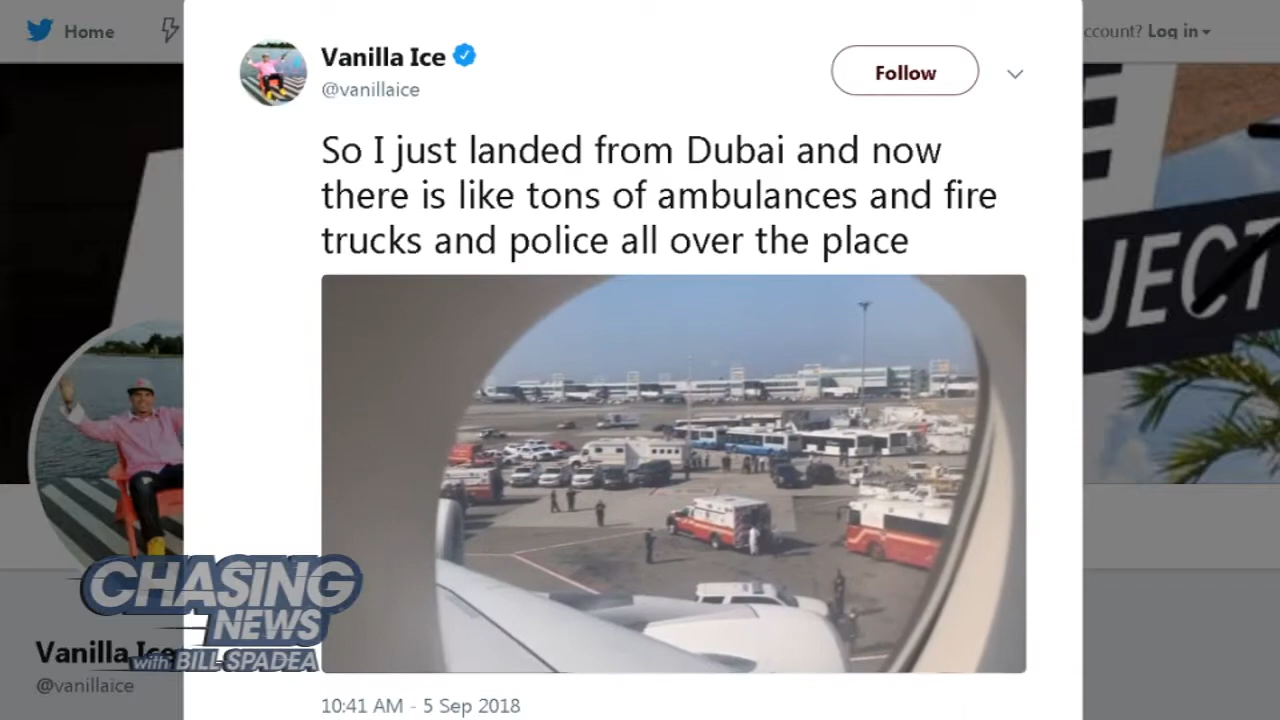 Home
ccount? Log in
Vanilla Ice
@vanillaice
Follow
So I just landed from Dubai and now
there is like tons of ambulances and fire
trucks and police all over the place
JECT
CHASING
NEWS
with BILL SPADEA
Vanilla Ice
@vanillaice
10:41 AM - 5 Sep 2018